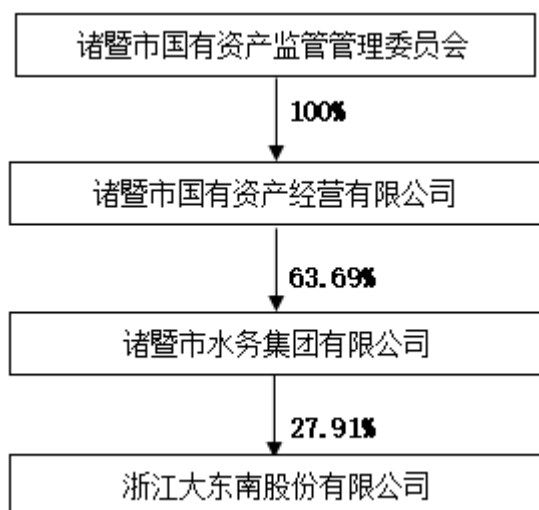 诸暨市国有资产监管管理委员会
100%
诸暨市国有资产经营有限公司
63.69%
诸暨市水务集团有限公司
27.91%
浙江大东南股份有限公司